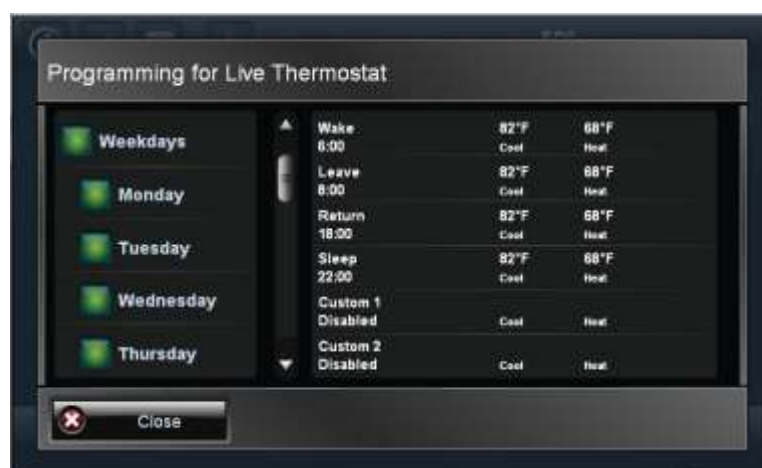 Programming for Live Thermostat
Weekdays
Monday
Tuesday
Wednesday
Thursday
Wake 82°F 68°F
6:00 Cool Heat
Leave 82°F 68°F
8:00 Cool Heat
Return 82°F 68°F
18:00 Cool Heat
Sleep 82°F 68°F
22:00 Cool Heat
Custom 1
Disabled Cool Heat
Custom 2
Disabled Cool Heat
Close